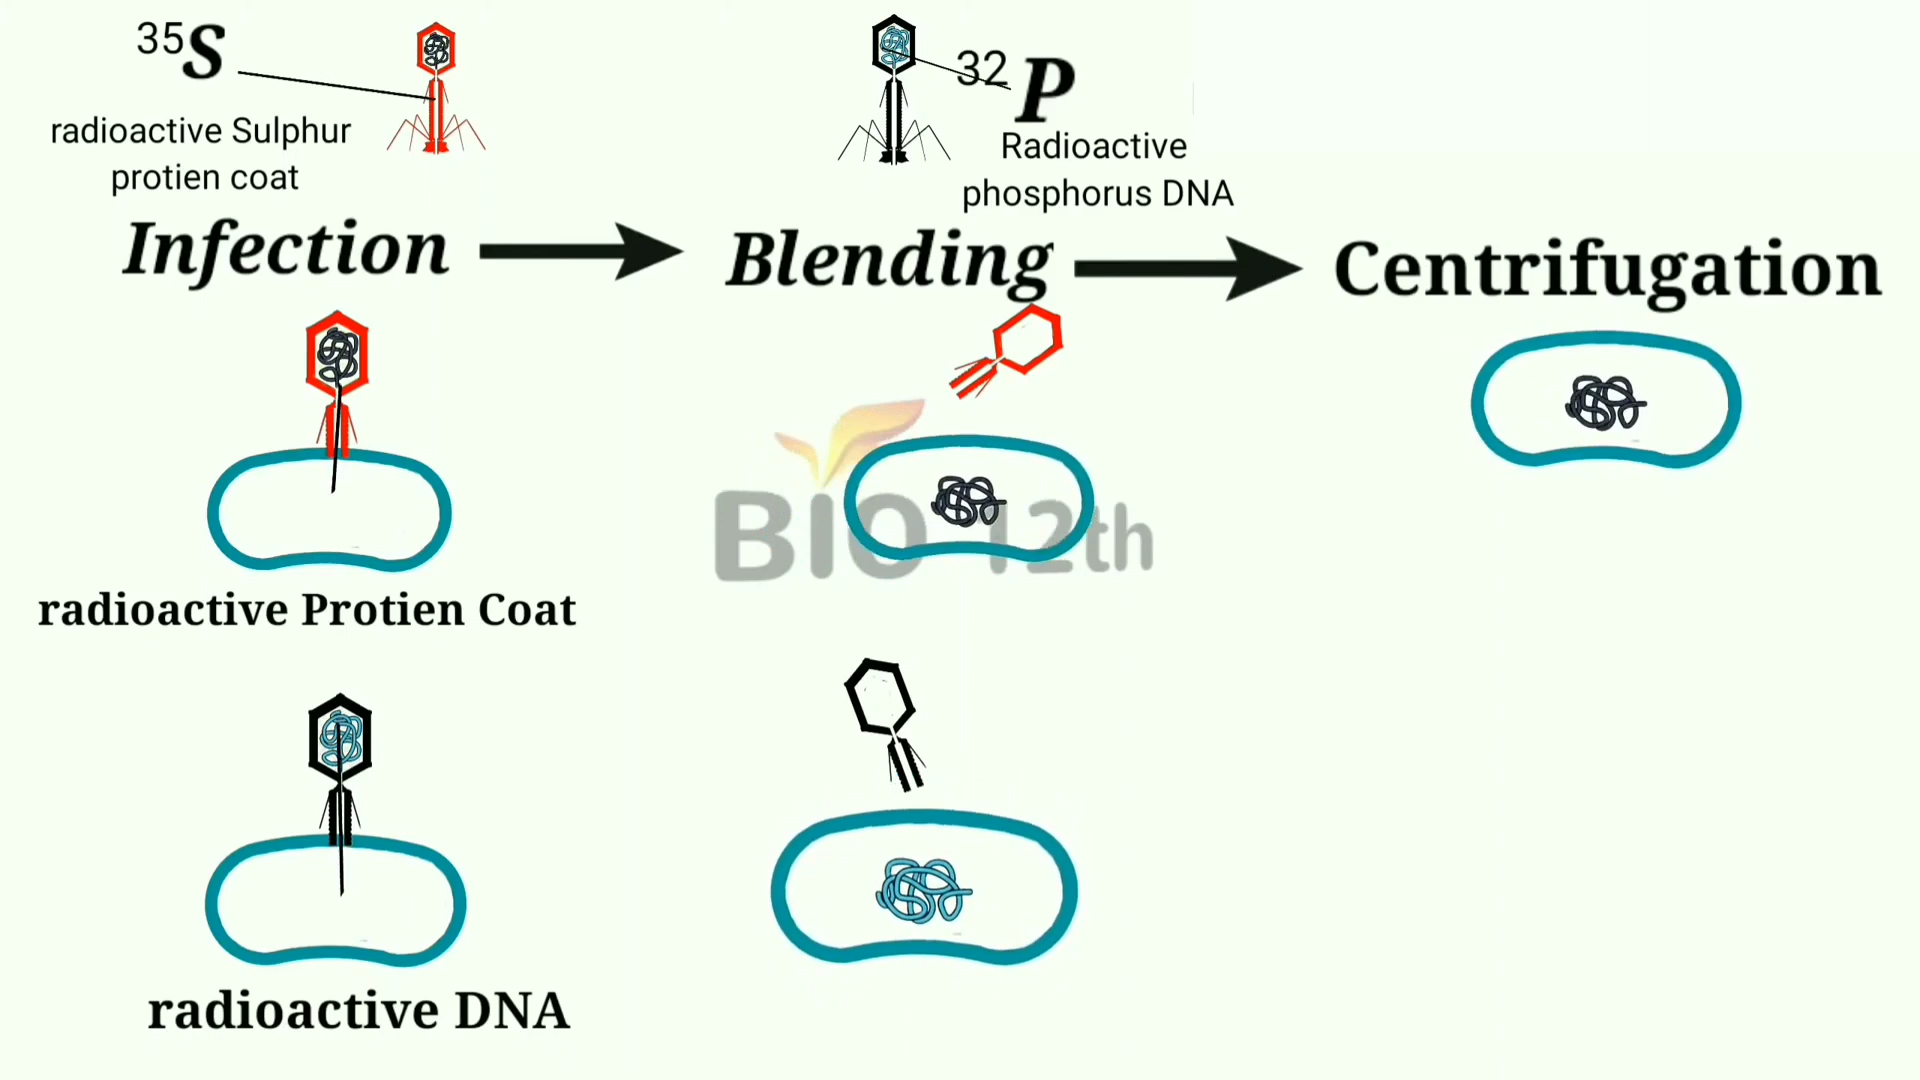 35S
radioactive Sulphur
protien coat
32P
Radioactive
phosphorus DNA
Infection
Blending
Centrifugation
BIO 12th
radioactive Protien Coat
radioactive DNA